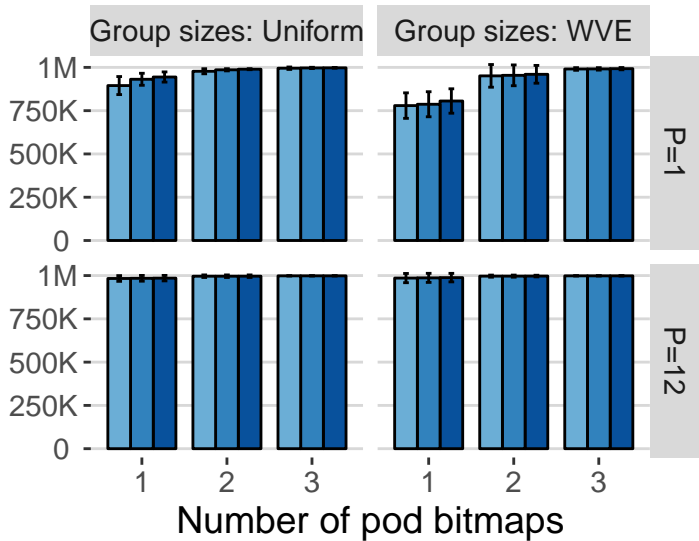 Group sizes: Uniform
Group sizes: WVE
1M
750K
500K
250K
0
P=1
1M
750K
500K
250K
0
P=12
1 2 3
1 2 3
Number of pod bitmaps